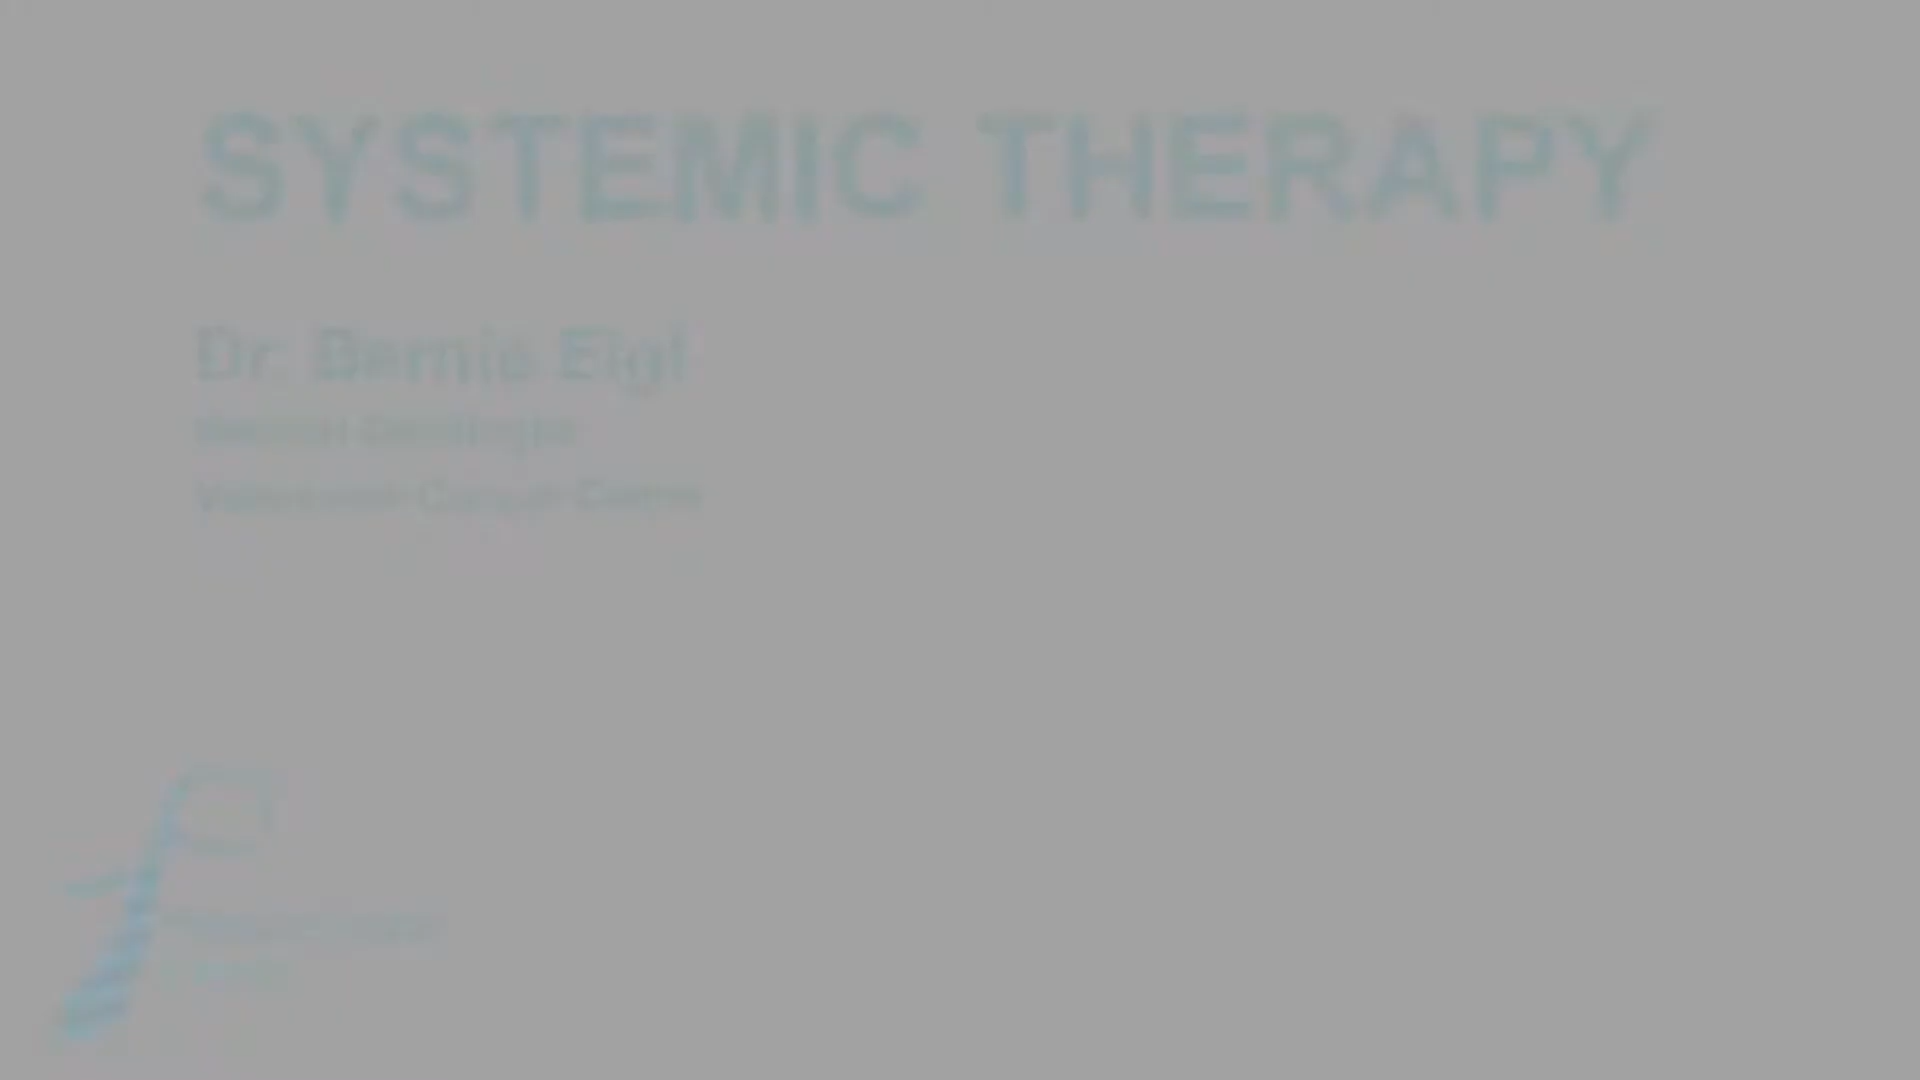 SYSTEMIC THERAPY
Dr. Bernie Eigl
Medical Oncologist
Vancouver Cancer Centre